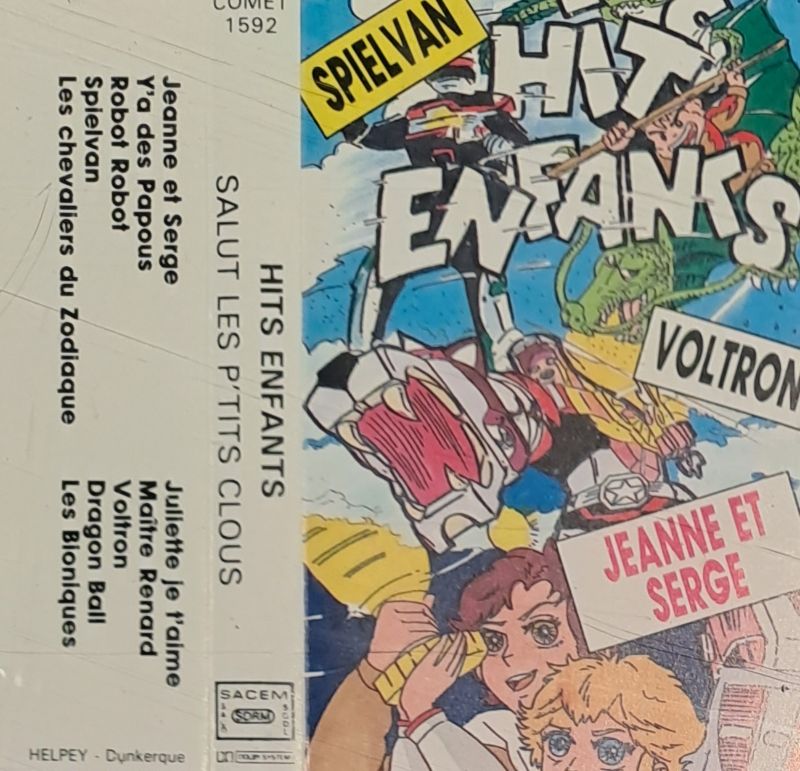 COMET
1592
Jeanne et Serge
Y'a des Papous
Robot Robot
Spielvan
Les chevaliers du Zodiaque
Juliette je t'aime
Maître Renard
Voltron
Dragon Ball
Les Bioniques
HITS ENFANTS
SALUT LES P'TITS CLOUS
SACEM
SDRM
HELPEY - Dunkerque
SPIELVAN
HITS
ENFANTS
VOLTRON
JEANNE ET
SERGE